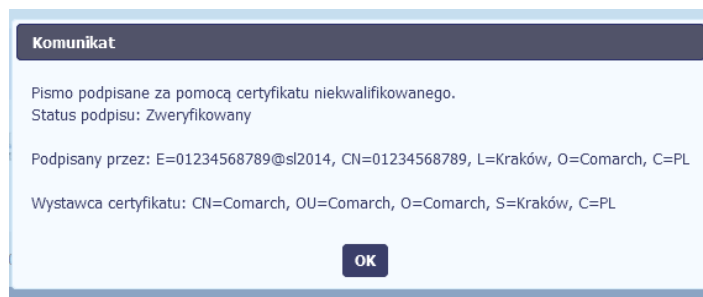 Komunikat
Pismo podpisane za pomocą certyfikatu niekwalifikowanego.
Status podpisu: Zweryfikowany
Podpisany przez: E=01234568789@sl2014, CN=01234568789, L=Kraków, O=Comarch, C=PL
Wystawca certyfikatu: CN=Comarch, OU=Comarch, O=Comarch, S=Kraków, C=PL
OK